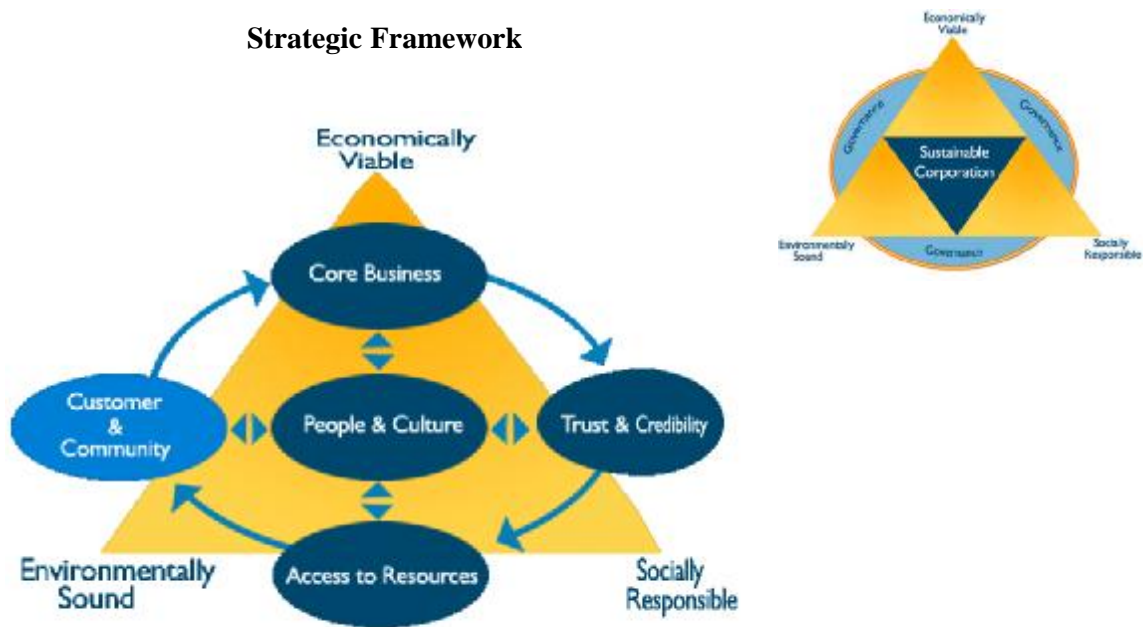 Strategic Framework
Economically
Viable
Core Business
Customer
&
Community
People & Culture
Trust & Credibility
Access to Resources
Environmentally
Sound
Socially
Responsible
Economically
Viable
Governance
Governance
Sustainable
Corporation
Environmentally
Sound
Governance
Socially
Responsible